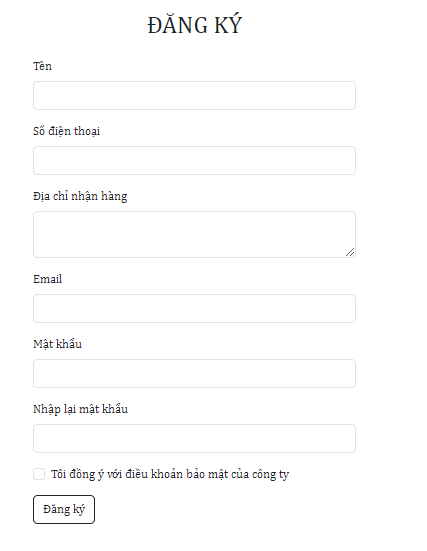 ĐĂNG KÝ
Tên
Số điện thoại
Địa chỉ nhận hàng
Email
Mật khẩu
Nhập lại mật khẩu
Tôi đồng ý với điều khoản bảo mật của công ty
Đăng ký